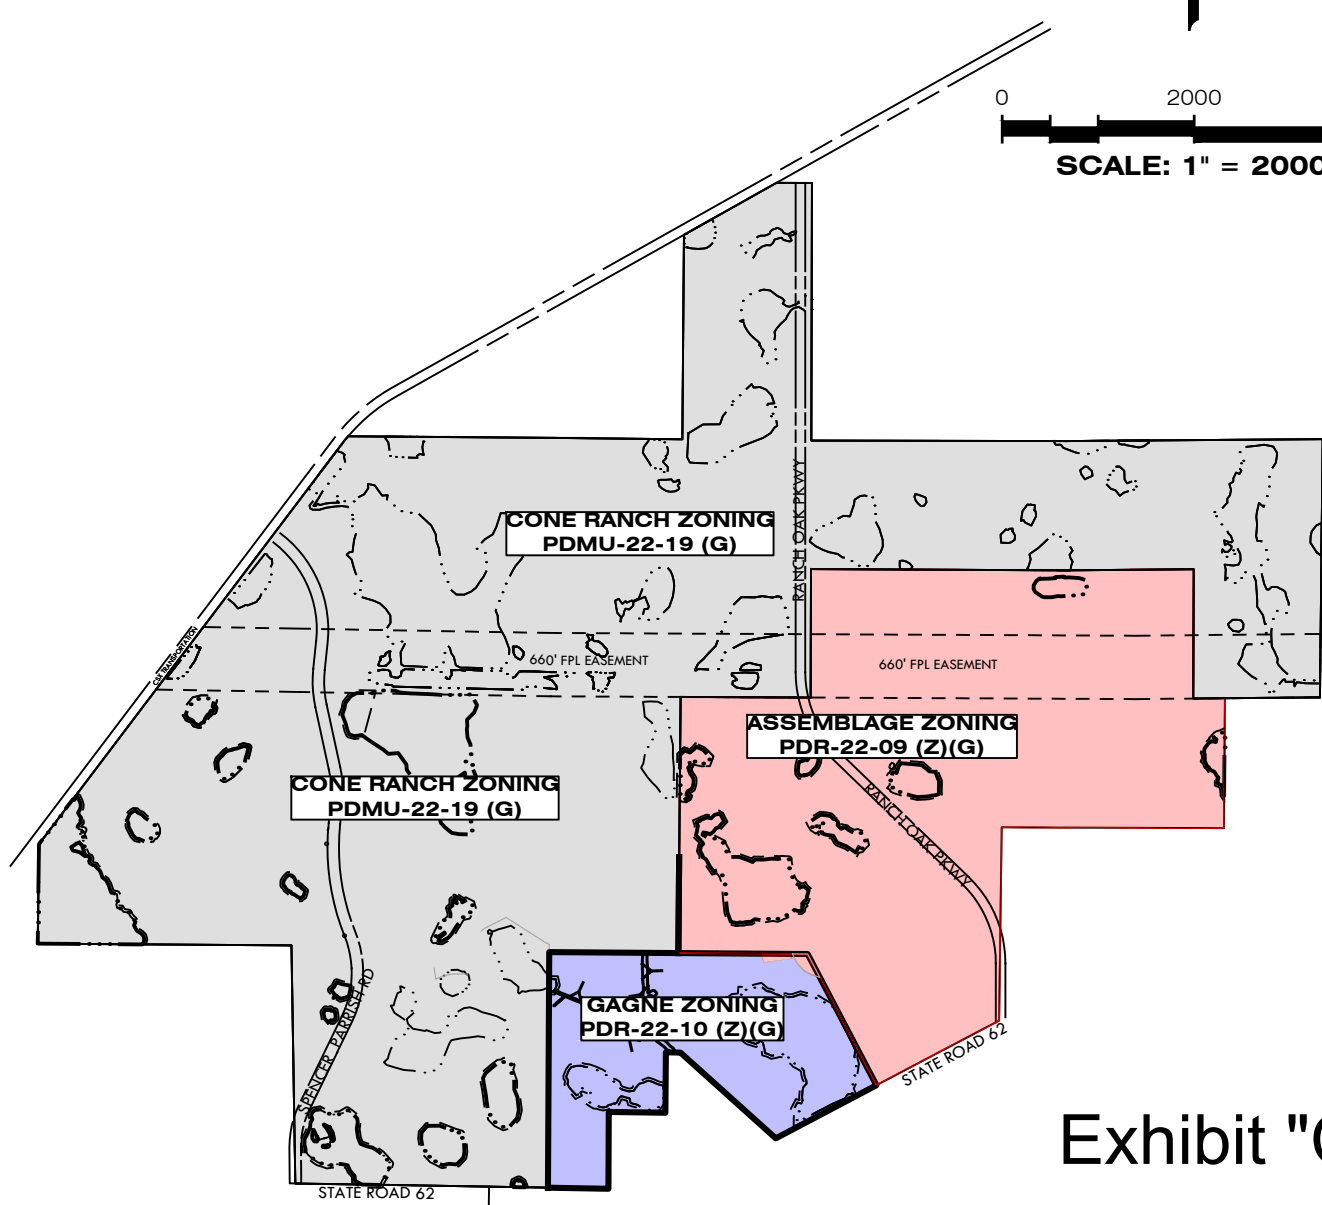 0 2000
SCALE: 1" = 2000
CONE RANCH ZONING
PDMU-22-19 (G)
RANCH OAK PKWY
CSX TRANSPORTATION
660' FPL EASEMENT
660' FPL EASEMENT
ASSEMBLAGE ZONING
PDR-22-09 (Z)(G)
CONE RANCH ZONING
PDMU-22-19 (G)
RANCH OAK PKWY
SPENCER PARRISH RD
GAGNE ZONING
PDR-22-10 (Z)(G)
STATE ROAD 62
Exhibit "
STATE ROAD 62